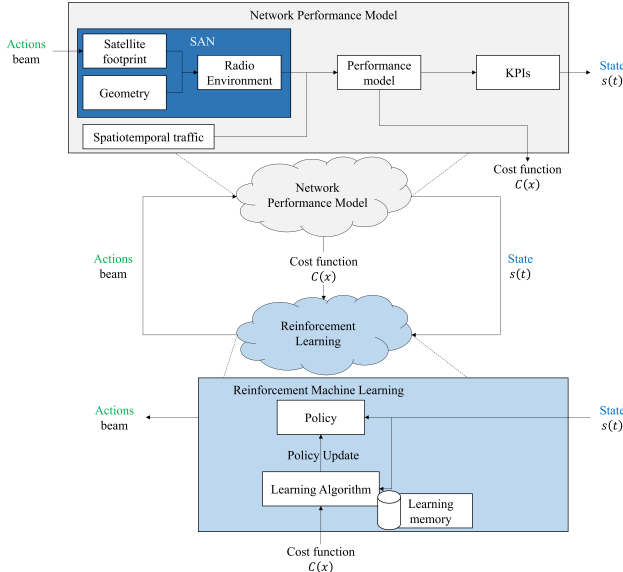 Network Performance Model
SAN
Actions
beam
Satellite
footprint
Geometry
Radio
Environment
Performance
model
KPIs
State
s(t)
Spatiotemporal traffic
Cost function
C(x)
Network
Performance Model
Actions
beam
Cost function
C(x)
State
s(t)
Reinforcement
Learning
Reinforcement Machine Learning
Actions
beam
Policy
State
s(t)
Policy Update
Learning Algorithm
Learning
memory
Cost function
C(x)